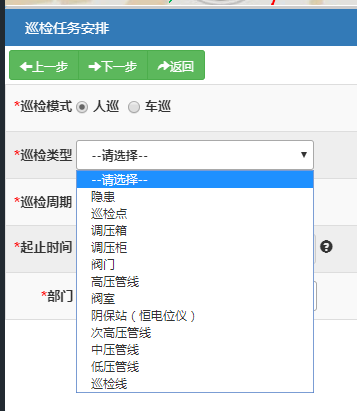 巡检任务安排
上一步 下一步 返回
*巡检模式 人巡 车巡
*巡检类型 --请选择--
--请选择--
隐患
*巡检周期
巡检点
调压箱
*起止时间
调压柜
阀门
高压管线
*部门
阀室
阴保站（恒电位仪）
次高压管线
中压管线
低压管线
巡检线